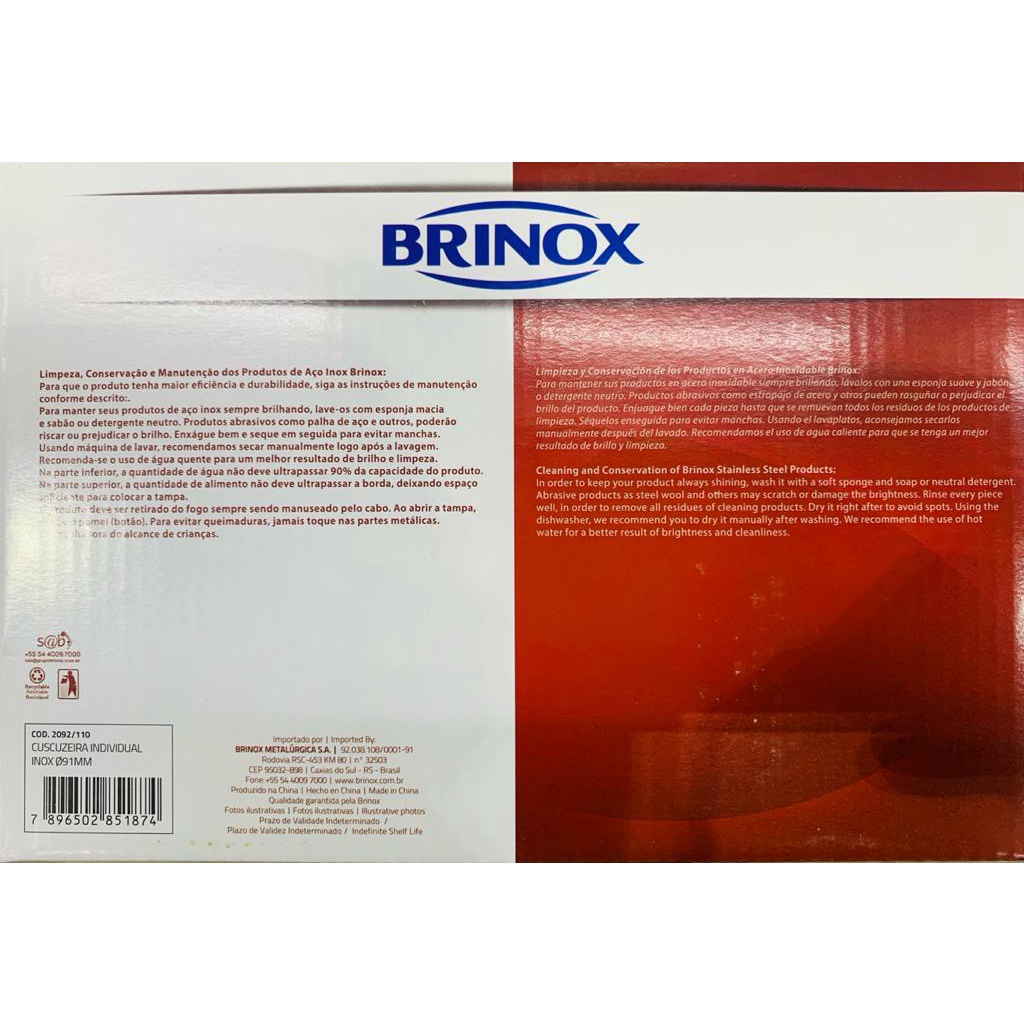 BRINOX
Limpeza, Conservação e Manutenção dos Produtos de Aço Inox Brinox:
Para que o produto tenha maior eficiência e durabilidade, siga as instruções de manutenção
conforme descrito:.
Para manter seus produtos de aço inox sempre brilhando, lave-os com esponja macia
e sabão ou detergente neutro. Produtos abrasivos como palha de aço e outros, poderão
riscar ou prejudicar o brilho. Enxágue bem e seque em seguida para evitar manchas.
Usando máquina de lavar, recomendamos secar manualmente logo após a lavagem.
Recomenda-se o uso de água quente para um melhor resultado de brilho e limpeza.
Na parte inferior, a quantidade de água não deve ultrapassar 90% da capacidade do produto.
Na parte superior, a quantidade de alimento não deve ultrapassar a borda, deixando espaço
suficiente para colocar a tampa.
O produto deve ser retirado do fogo sempre sendo manuseado pelo cabo. Ao abrir a tampa,
pomel (botão). Para evitar queimaduras, jamais toque nas partes metálicas.
fora do alcance de crianças.
s@b
+55 54 4009.7000
Recyclable
Reciclable
Reciclável
COD. 2092/110
CUSCUZEIRA INDIVIDUAL
INOX Ø91MM
7 896502 851874
Importado por | Imported By:
BRINOX METALÚRGICA S.A. | 92.038.108/0001-91
Rodovia RSC-453 KM 80 | n° 32503
CEP 95032-898 | Caxias do Sul - RS - Brasil
Fone: +55 54 4009 7000 | www.brinox.com.br
Produzido na China | Hecho en China | Made in China
Qualidade garantida pela Brinox
Fotos ilustrativas | Fotos ilustrativas | Illustrative photos
Prazo de Validade Indeterminado /
Plazo de Validez Indeterminado / Indefinite Shelf Life
Limpieza y Conservación de los Productos en Acero Inoxidable Brinox:
Para mantener sus productos en acero inoxidable siempre brillando, lávalos con una esponja suave y jabón
o detergente neutro. Productos abrasivos como estropajo de acero y otros pueden rasguñar o perjudicar el
brillo del producto. Enjuague bien cada pieza hasta que se remuevan todos los residuos de los productos de
limpieza. Séquelos enseguida para evitar manchas. Usando el lavaplatos, aconsejamos secarlos
manualmente después del lavado. Recomendamos el uso de agua caliente para que se tenga un mejor
resultado de brillo y limpieza.
Cleaning and Conservation of Brinox Stainless Steel Products:
In order to keep your product always shining, wash it with a soft sponge and soap or neutral detergent.
Abrasive products as steel wool and others may scratch or damage the brightness. Rinse every piece
well, in order to remove all residues of cleaning products. Dry it right after to avoid spots. Using the
dishwasher, we recommend you to dry it manually after washing. We recommend the use of hot
water for a better result of brightness and cleanliness.